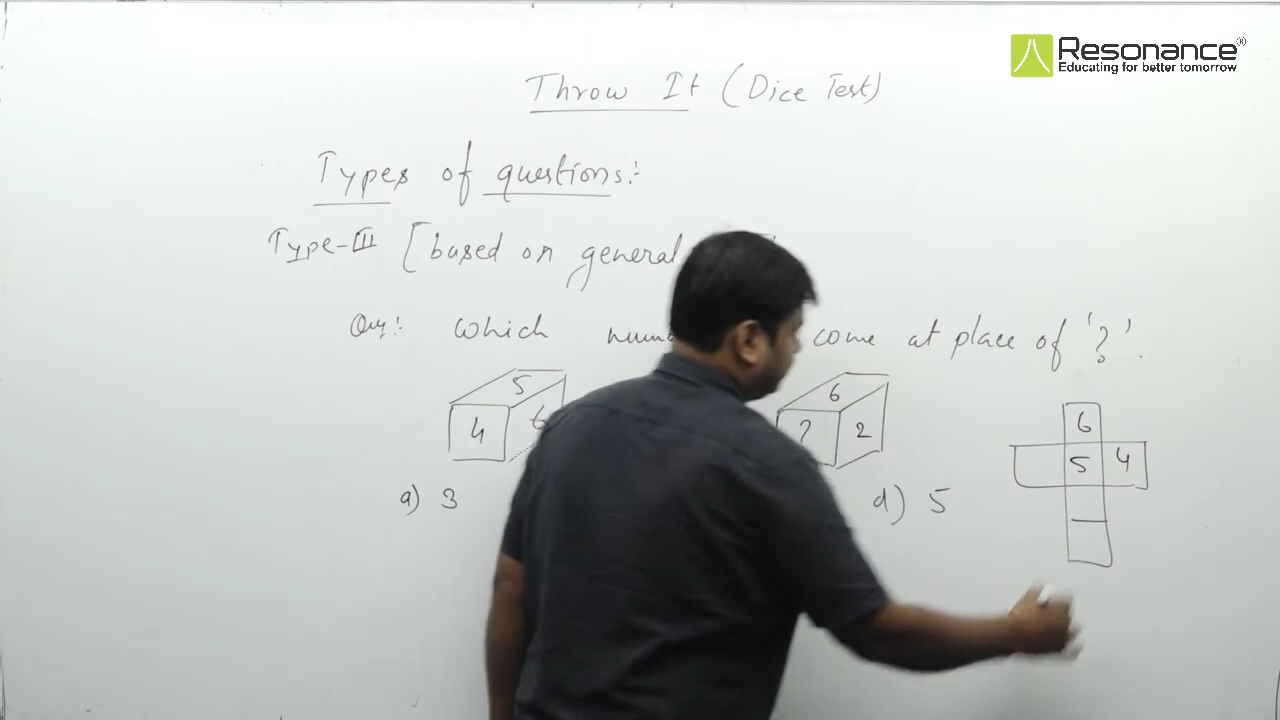 Resonance®
Educating for better tomorrow
Throw It (Dice Test)
Types of questions:
Type-III [based on general
Que: Which come at place of '?'.
5
4 6
6
? 2
6
5 4
a) 3 d) 5